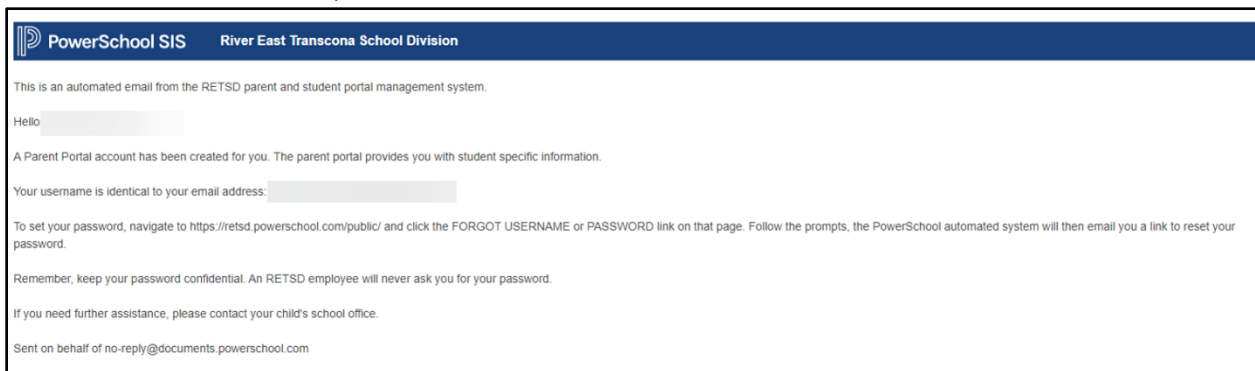 PowerSchool SIS River East Transcona School Division
This is an automated email from the RETSD parent and student portal management system.
Hello
A Parent Portal account has been created for you. The parent portal provides you with student specific information.
Your username is identical to your email address:
To set your password, navigate to https://retsd.powerschool.com/public/ and click the FORGOT USERNAME or PASSWORD link on that page. Follow the prompts, the PowerSchool automated system will then email you a link to reset your
password.
Remember, keep your password confidential. An RETSD employee will never ask you for your password.
If you need further assistance, please contact your child's school office.
Sent on behalf of no-reply@documents.powerschool.com